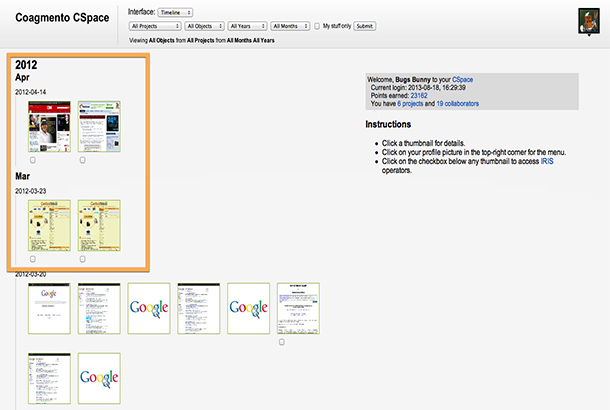 Coagmento CSpace
Interface: Timeline
All Projects All Objects All Years All Months My stuff only Submit
Viewing All Objects from All Projects from All Months All Years
2012
Apr
2012-04-14
Mar
2012-03-23
2012-03-20
Google Google
Google
Welcome, Bugs Bunny to your CSpace
Current login: 2013-08-18, 16:29:39
Points earned: 23162
You have 6 projects and 19 collaborators
Instructions
Click a thumbnail for details.
Click on your profile picture in the top-right corner for the menu.
Click on the checkbox below any thumbnail to access IRIS
operators.